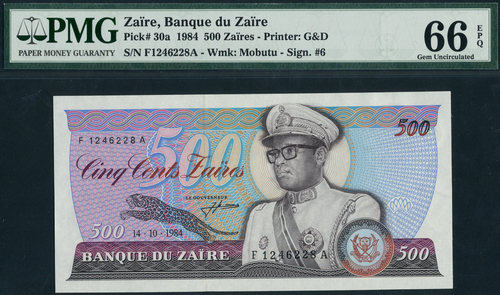 PMG
PAPER MONEY GUARANTY
Zaïre, Banque du Zaïre
Pick# 30a 1984 500 Zaïres - Printer: G&D
S/N F1246228A - Wmk: Mobutu - Sign. #6
66 EPQ
Gem Uncirculated
500
500
F 1246228 A
Cinq Cents Zaïres
LE GOUVERNEUR
500
14-10-1984
F 1246228 A
500
BANQUE DU ZAÏRE